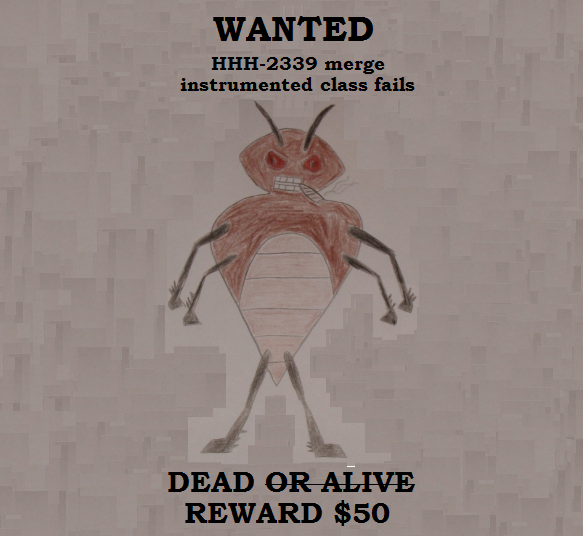 WANTED
HHH-2339 merge
instrumented class fails
DEAD OR ALIVE
REWARD $50